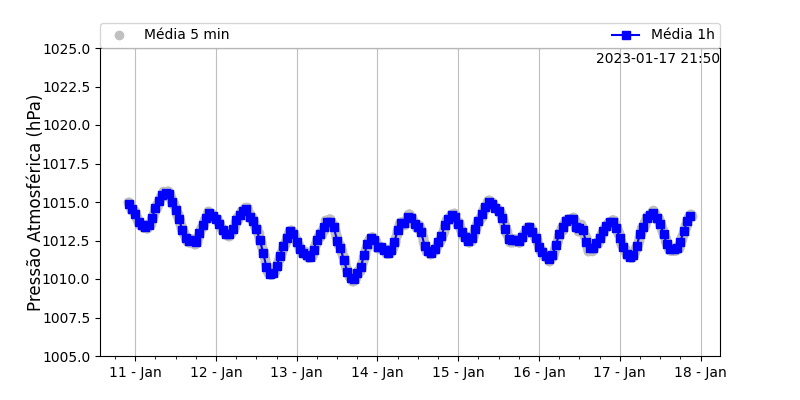 Média 5 min
Média 1h
2023-01-17 21:50
Pressão Atmosférica (hPa)
1025.0
1022.5
1020.0
1017.5
1015.0
1012.5
1010.0
1007.5
1005.0
11 - Jan
12 - Jan
13 - Jan
14 - Jan
15 - Jan
16 - Jan
17 - Jan
18 - Jan